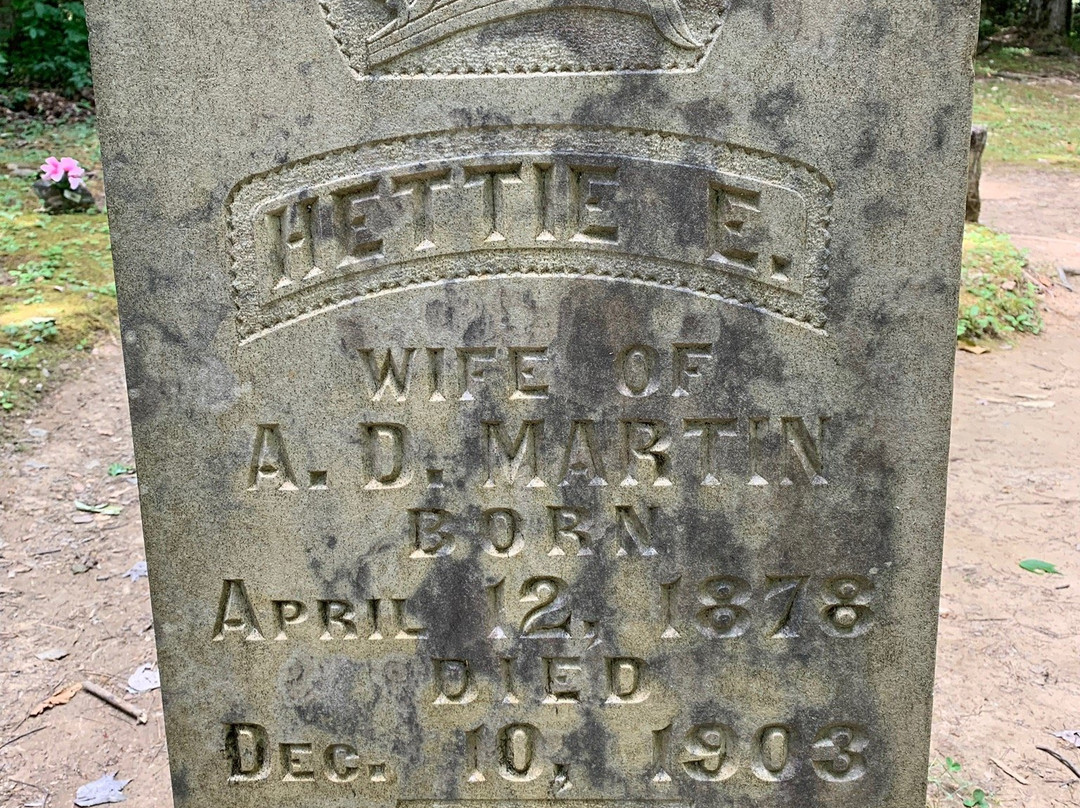 HETTIE E.
WIFE OF
A. D. MARTIN
BORN
APRIL 12, 1878
DIED
DEC. 10, 1903